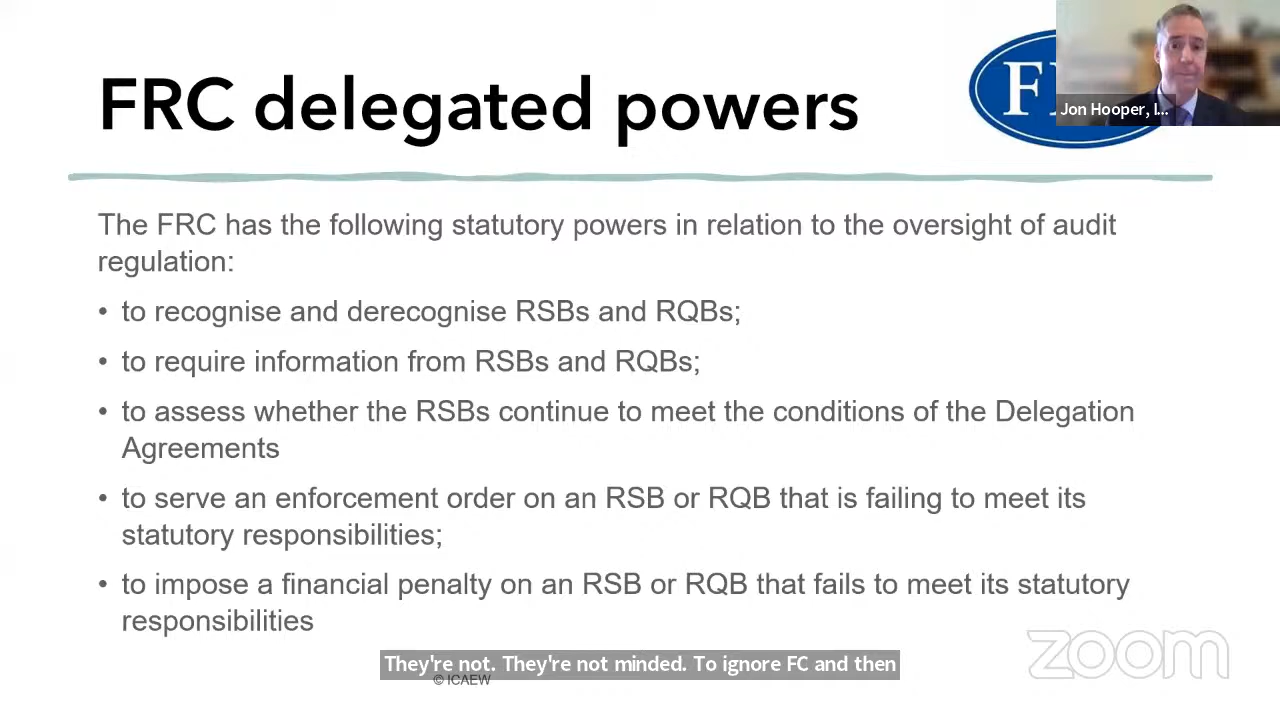 FRC delegated powers
F
Jon Hooper, I...
The FRC has the following statutory powers in relation to the oversight of audit
regulation:
• to recognise and derecognise RSBs and RQBs;
• to require information from RSBs and RQBs;
• to assess whether the RSBs continue to meet the conditions of the Delegation
Agreements
• to serve an enforcement order on an RSB or RQB that is failing to meet its
statutory responsibilities;
• to impose a financial penalty on an RSB or RQB that fails to meet its statutory
responsibilities
They're not. They're not minded. To ignore FC and then
© ICAEW
zoom